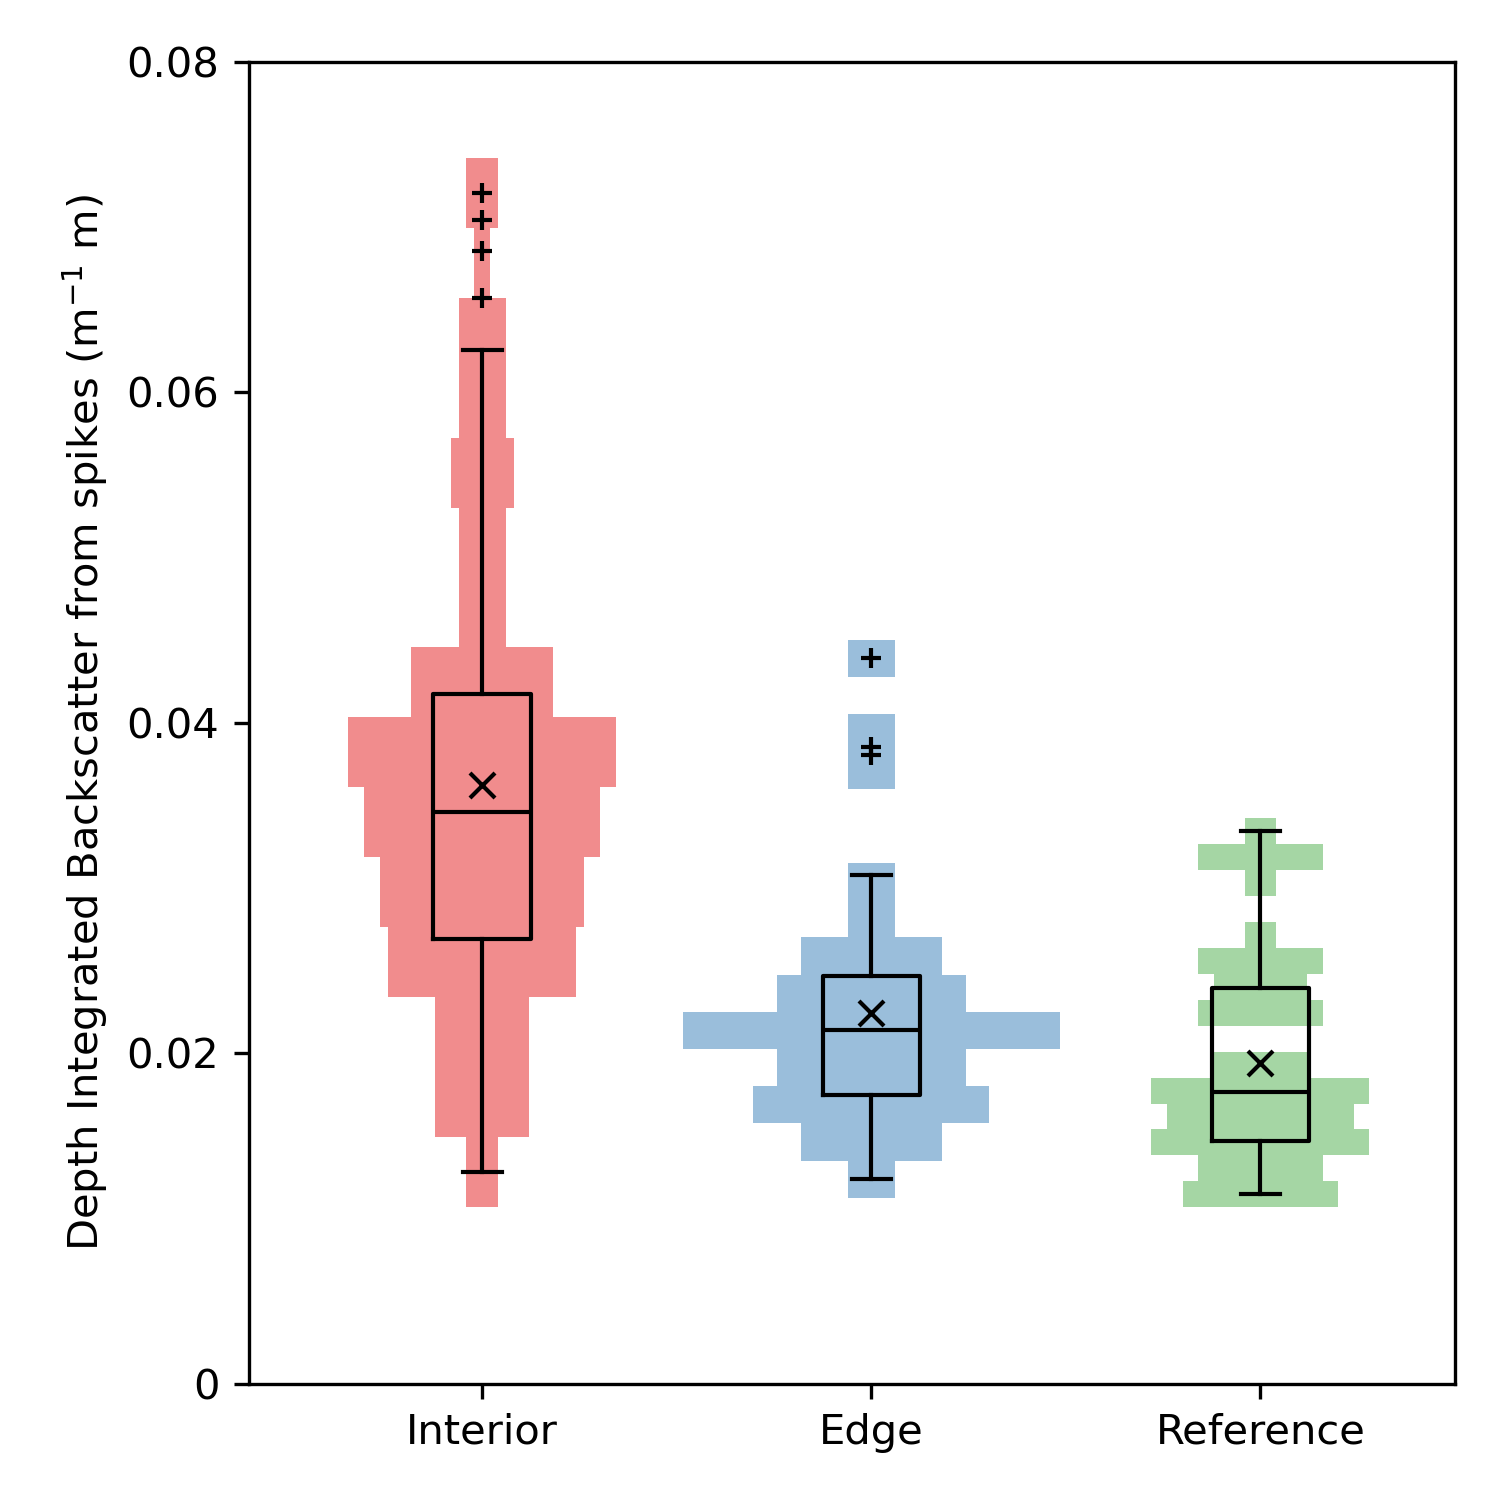 Depth Integrated Backscatter from spikes (m⁻¹ m)
0.08
0.06
0.04
0.02
0
Interior Edge Reference